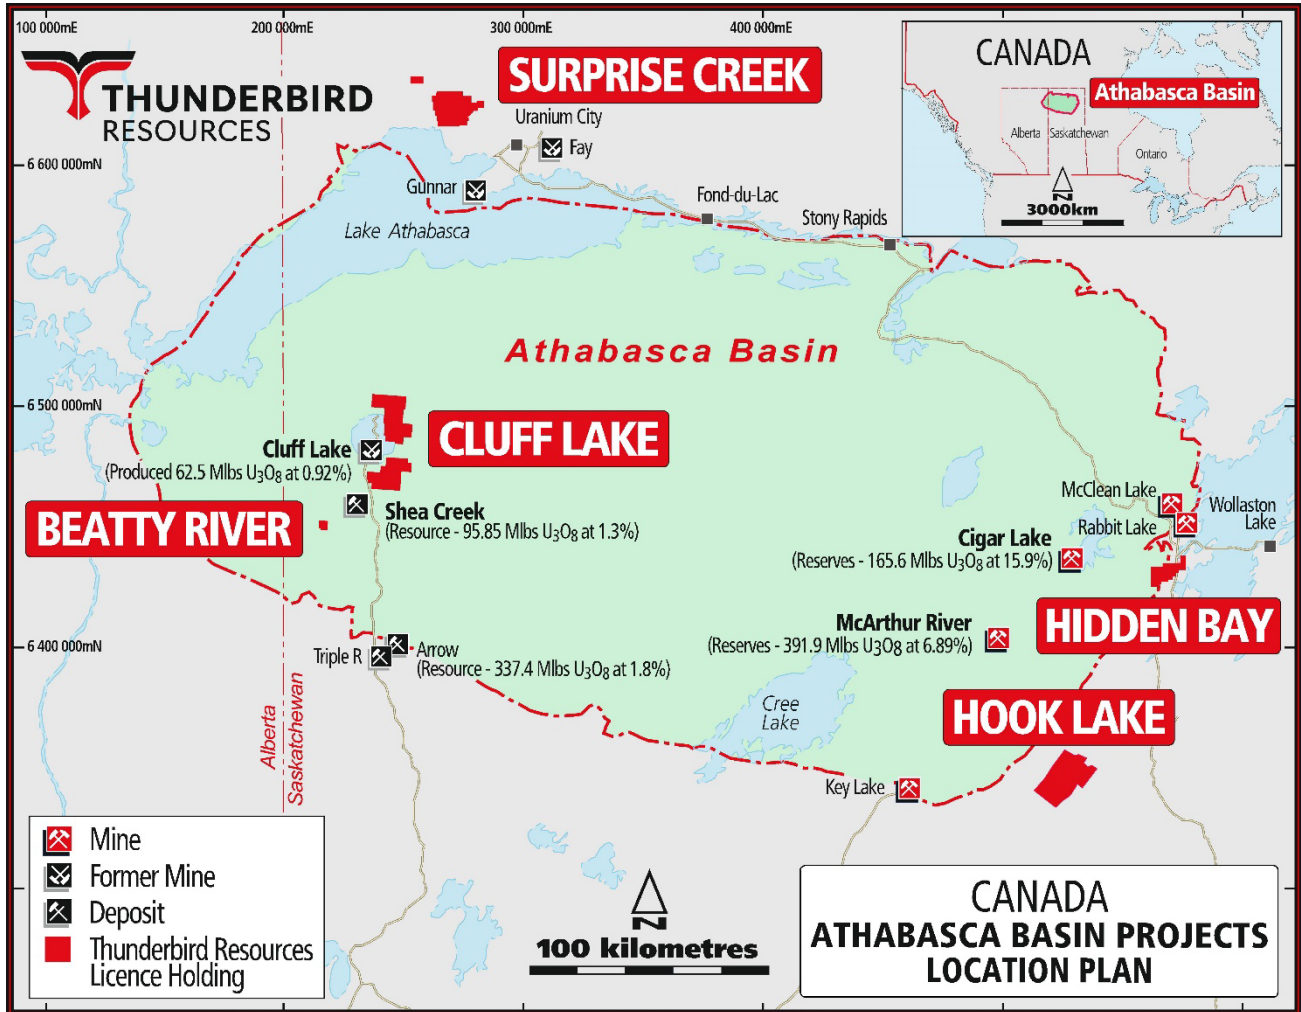 100 000mE
200 000mE
300 000mE
400 000mE
THUNDERBIRD
RESOURCES
SURPRISE CREEK
CANADA
Athabasca Basin
Alberta
Saskatchewan
Ontario
N
3000km
Uranium City
Fay
6 600 000mN
Gunnar
Fond-du-Lac
Stony Rapids
Lake Athabasca
Athabasca Basin
6 500 000mN
CLUFF LAKE
Cluff Lake
(Produced 62.5 Mlbs U₃O₈ at 0.92%)
BEATTY RIVER
Shea Creek
(Resource - 95.85 Mlbs U₃O₈ at 1.3%)
McClean Lake
Rabbit Lake
Wollaston
Lake
Cigar Lake
(Reserves - 165.6 Mlbs U₃O₈ at 15.9%)
HIDDEN BAY
McArthur River
(Reserves - 391.9 Mlbs U₃O₈ at 6.89%)
6 400 000mN
Triple R
Arrow
(Resource - 337.4 Mlbs U₃O₈ at 1.8%)
HOOK LAKE
Cree
Lake
Alberta
Saskatchewan
Key Lake
Mine
Former Mine
Deposit
Thunderbird Resources
Licence Holding
N
100 kilometres
CANADA
ATHABASCA BASIN PROJECTS
LOCATION PLAN